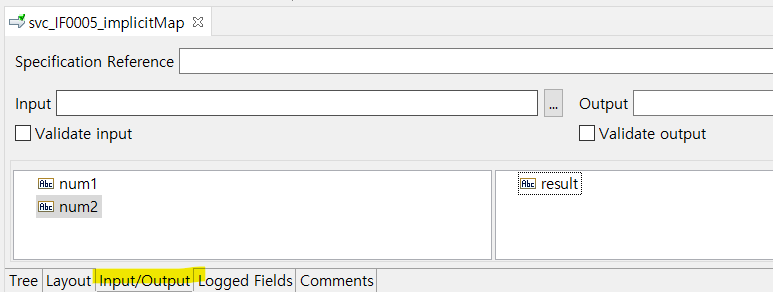 svc_IF0005_implicitMap
Specification Reference
Input ... Output
Validate input Validate output
Abc num1 Abc result
Abc num2
Tree Layout Input/Output Logged Fields Comments